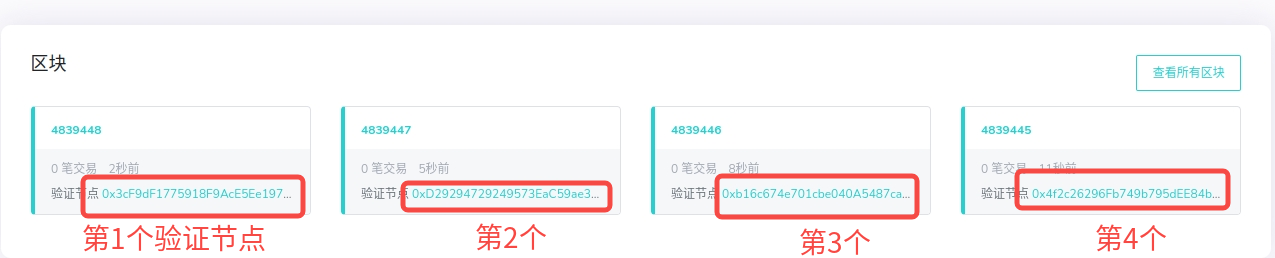 区块
查看所有区块
4839448
0 笔交易 2秒前
验证节点 0x3cF9dF1775918F9AcE5Ee197...
第1个验证节点
4839447
0 笔交易 5秒前
验证节点 0xD29294729249573EaC59ae3...
第2个
4839446
0 笔交易 8秒前
验证节点 0xb16c674e701cbe040A5487ca...
第3个
4839445
0 笔交易 11秒前
验证节点 0x4f2c26296Fb749b795dEE84b...
第4个